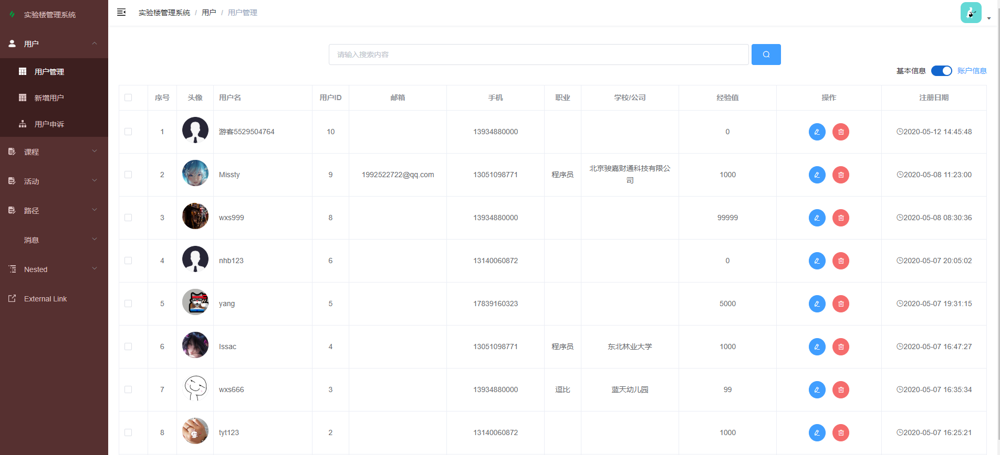 实验楼管理系统
用户
用户管理
新增用户
用户申诉
课程
活动
路径
消息
Nested
External Link
实验楼管理系统 / 用户 / 用户管理
请输入搜索内容
基本信息 账户信息
序号 头像 用户名 用户ID 邮箱 手机 职业 学校/公司 经验值 操作 注册日期
1 游客5529504764 10 13934880000 0 2020-05-12 14:45:48
2 Missty 9 1992522722@qq.com 13051098771 程序员 北京骏嘉财通科技有限公
司 1000 2020-05-08 11:23:00
3 wxs999 8 13934880000 99999 2020-05-08 08:30:36
4 nhb123 6 13140060872 0 2020-05-07 20:05:02
5 yang 5 17839160323 5000 2020-05-07 19:31:15
6 Issac 4 13051098771 程序员 东北林业大学 1000 2020-05-07 16:47:27
7 wxs666 3 13934880000 逗比 蓝天幼儿园 99 2020-05-07 16:35:34
8 tyt123 2 13140060872 1000 2020-05-07 16:25:21